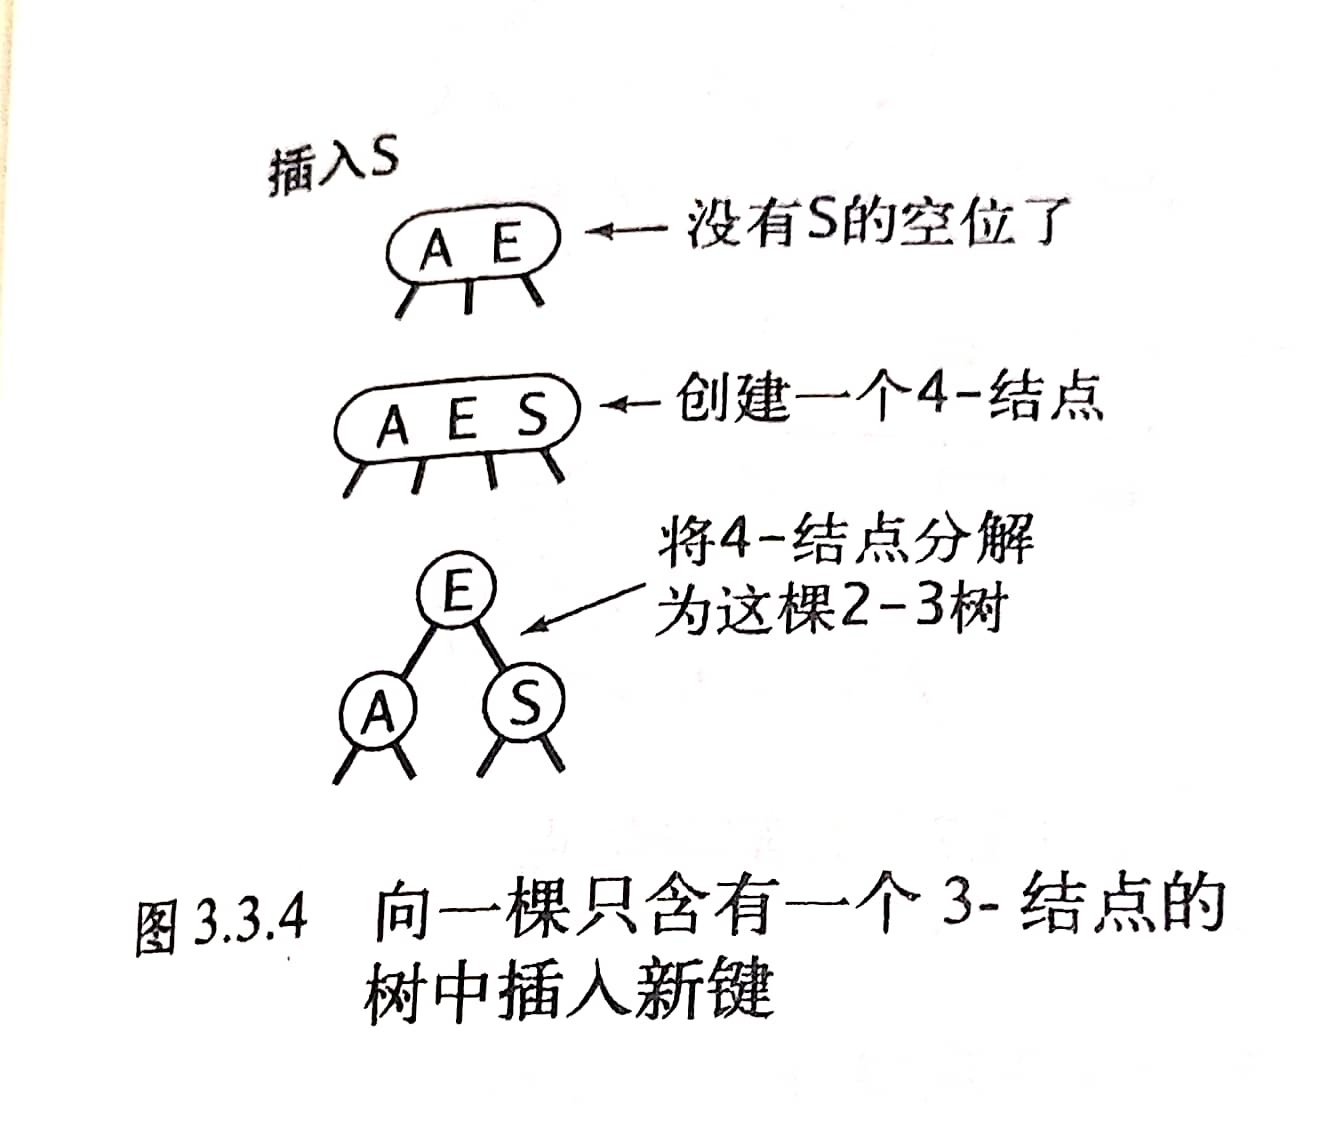 插入S
A E
没有S的空位了
A E S
创建一个4-结点
将4-结点分解
为这棵2-3树
E
A
S
图3.3.4 向一棵只含有一个 3- 结点的
树中插入新键